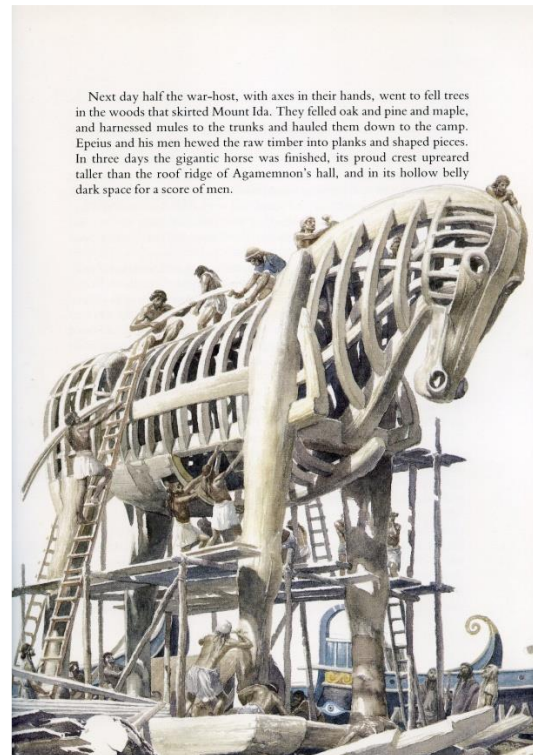 Next day half the war-host, with axes in their hands, went to fell trees
in the woods that skirted Mount Ida. They felled oak and pine and maple,
and harnessed mules to the trunks and hauled them down to the camp.
Epeius and his men hewed the raw timber into planks and shaped pieces.
In three days the gigantic horse was finished, its proud crest upreared
taller than the roof ridge of Agamemnon's hall, and in its hollow belly
dark space for a score of men.